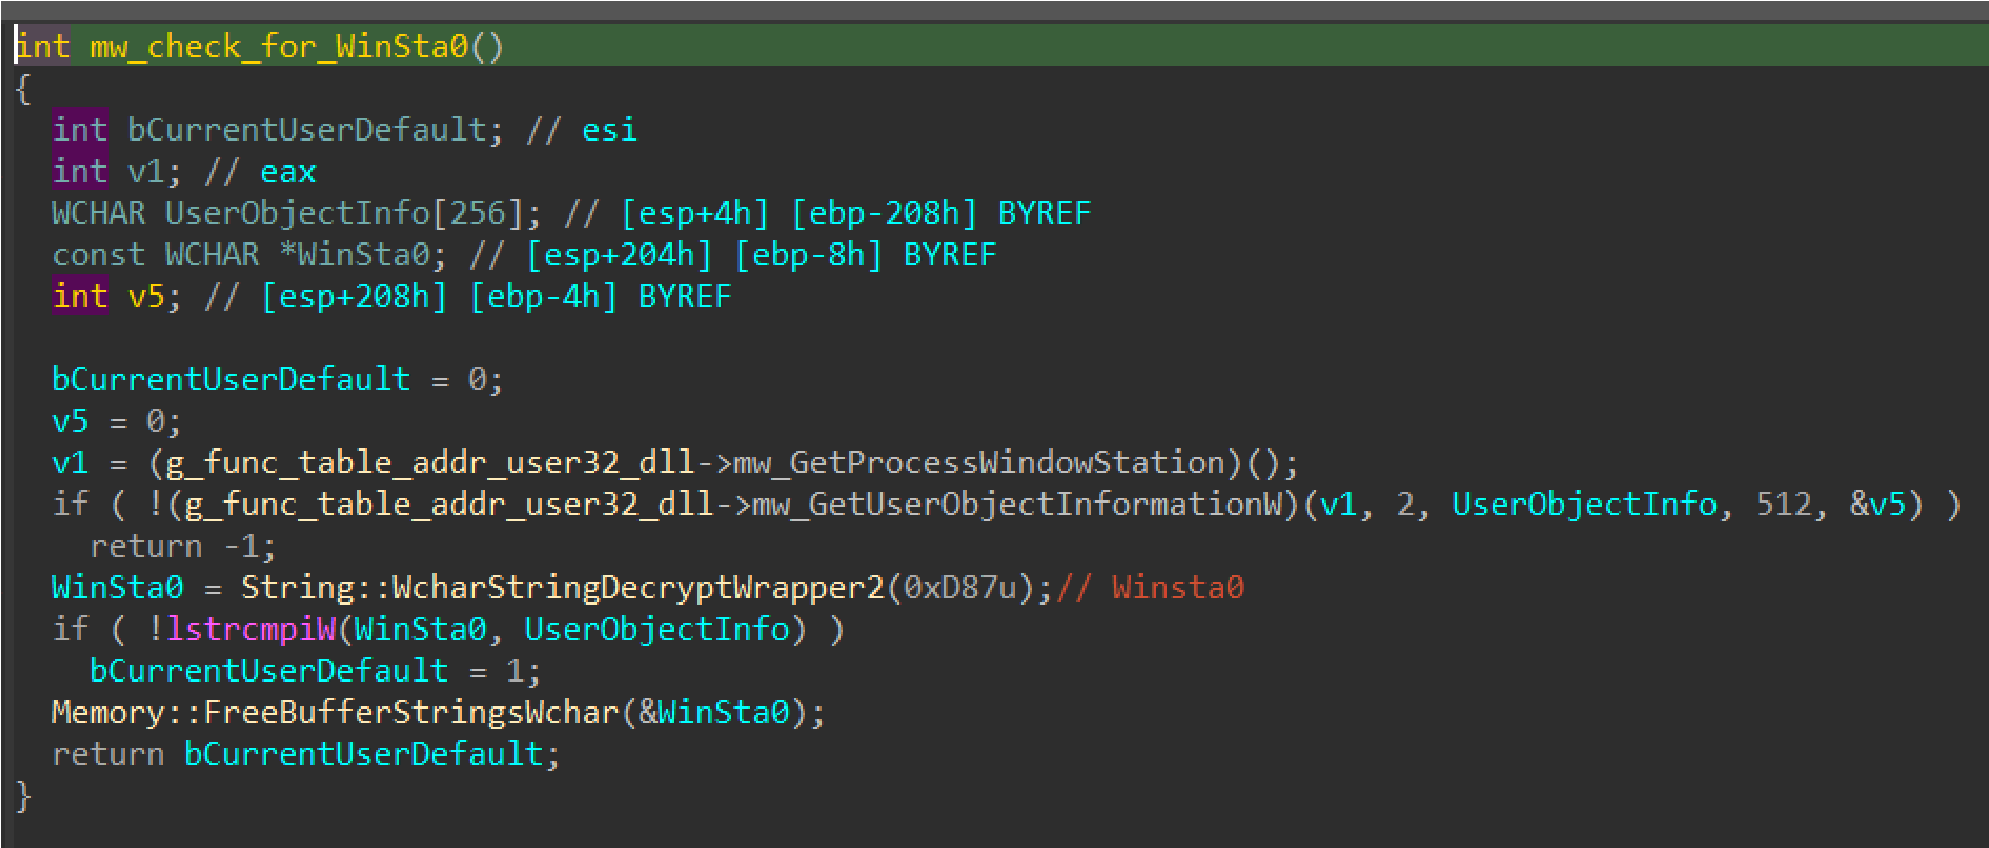 int mw_check_for_WinSta0()
{
  int bCurrentUserDefault; // esi
  int v1; // eax
  WCHAR UserObjectInfo[256]; // [esp+4h] [ebp-208h] BYREF
  const WCHAR *WinSta0; // [esp+204h] [ebp-8h] BYREF
  int v5; // [esp+208h] [ebp-4h] BYREF

  bCurrentUserDefault = 0;
  v5 = 0;
  v1 = (g_func_table_addr_user32_dll->mw_GetProcessWindowStation)();
  if ( !(g_func_table_addr_user32_dll->mw_GetUserObjectInformationW)(v1, 2, UserObjectInfo, 512, &v5) )
    return -1;
  WinSta0 = String::WcharStringDecryptWrapper2(0xD87u);// Winsta0
  if ( !lstrcmpiW(WinSta0, UserObjectInfo) )
    bCurrentUserDefault = 1;
  Memory::FreeBufferStringsWchar(&WinSta0);
  return bCurrentUserDefault;
}